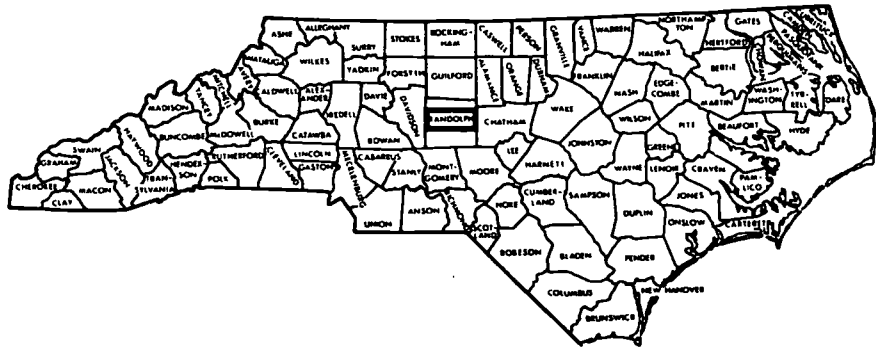 ASHE
ALLEGHANY
SURRY
STOKES
ROCKING-
HAM
CASWELL
PERSON
GRANVILLE
VANCE
WARREN
NORTHAMP
TON
GATES
HERTFORD
HALIFAX
BERTIE
WATAUGA
WILKES
YADKIN
FORSYTH
GUILFORD
ALAMANCE
ORANGE
DURHAM
FRANKLIN
NASH
EDGE-
COMBE
MARTIN
WASH-
INGTON
TYR-
RELL
DARE
MITCHELL
AVERY
CALDWELL
ALEX-
ANDER
IREDELL
DAVIE
DAVIDSON
RANDOLPH
CHATHAM
WAKE
WILSON
PITT
BEAUFORT
HYDE
MADISON
YANCEY
BURKE
CATAWBA
ROWAN
BUNCOMBE
McDOWELL
LEE
JOHNSTON
GREENE
SWAIN
HAYWOOD
RUTHERFORD
CLEVELAND
LINCOLN
GASTON
MECKLENBURG
CABARRUS
STANLY
MONT-
GOMERY
MOORE
HARNETT
WAYNE
LENOIR
CRAVEN
PAM-
LICO
GRAHAM
CHEROKEE
CLAY
MACON
JACKSON
TRAN-
SYLVANIA
HENDER-
SON
POLK
UNION
ANSON
RICHMOND
SCOT-
LAND
HOKE
CUMBER-
LAND
SAMPSON
DUPLIN
JONES
ONSLOW
CARTERET
ROBESON
BLADEN
PENDER
COLUMBUS
NEW HANOVER
BRUNSWICK